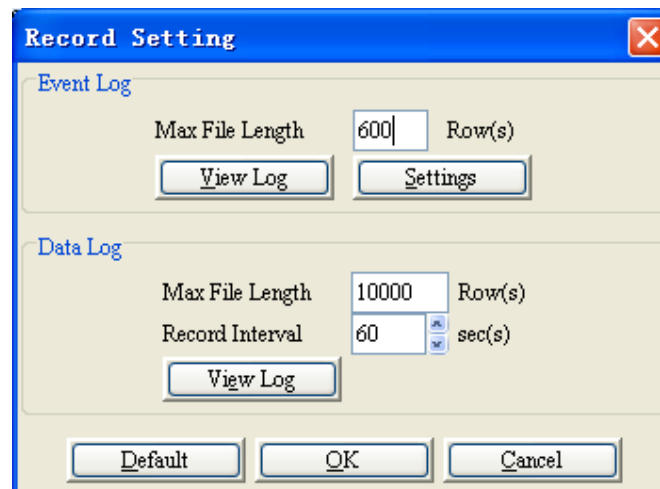 Record Setting
Event Log
Max File Length 600 Row(s)
View Log Settings
Data Log
Max File Length 10000 Row(s)
Record Interval 60 sec(s)
View Log
Default OK Cancel